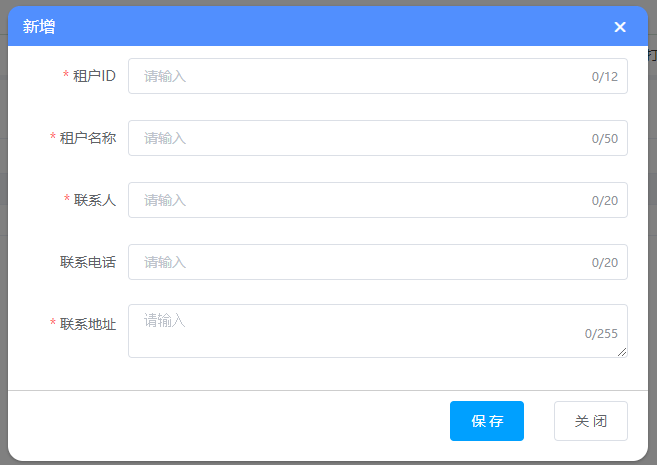 新增
* 租户ID 请输入 0/12
* 租户名称 请输入 0/50
* 联系人 请输入 0/20
联系电话 请输入 0/20
* 联系地址 请输入 0/255
保 存 关 闭